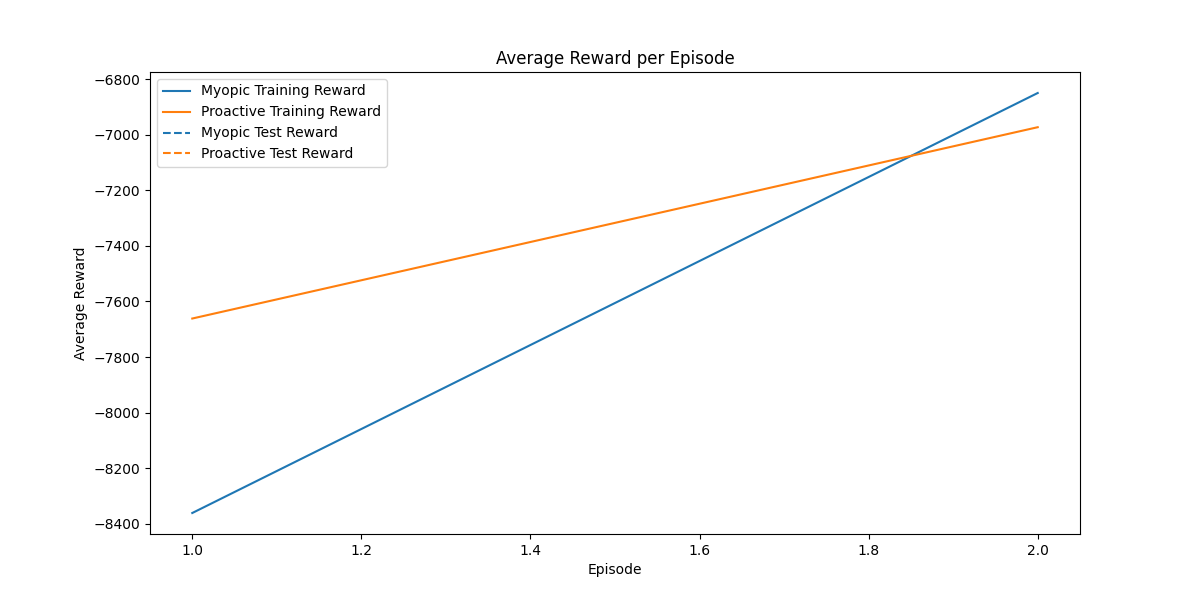 Average Reward per Episode
Myopic Training Reward
Proactive Training Reward
Myopic Test Reward
Proactive Test Reward
Average Reward
−6800
−7000
−7200
−7400
−7600
−7800
−8000
−8200
−8400
1.0 1.2 1.4 1.6 1.8 2.0
Episode